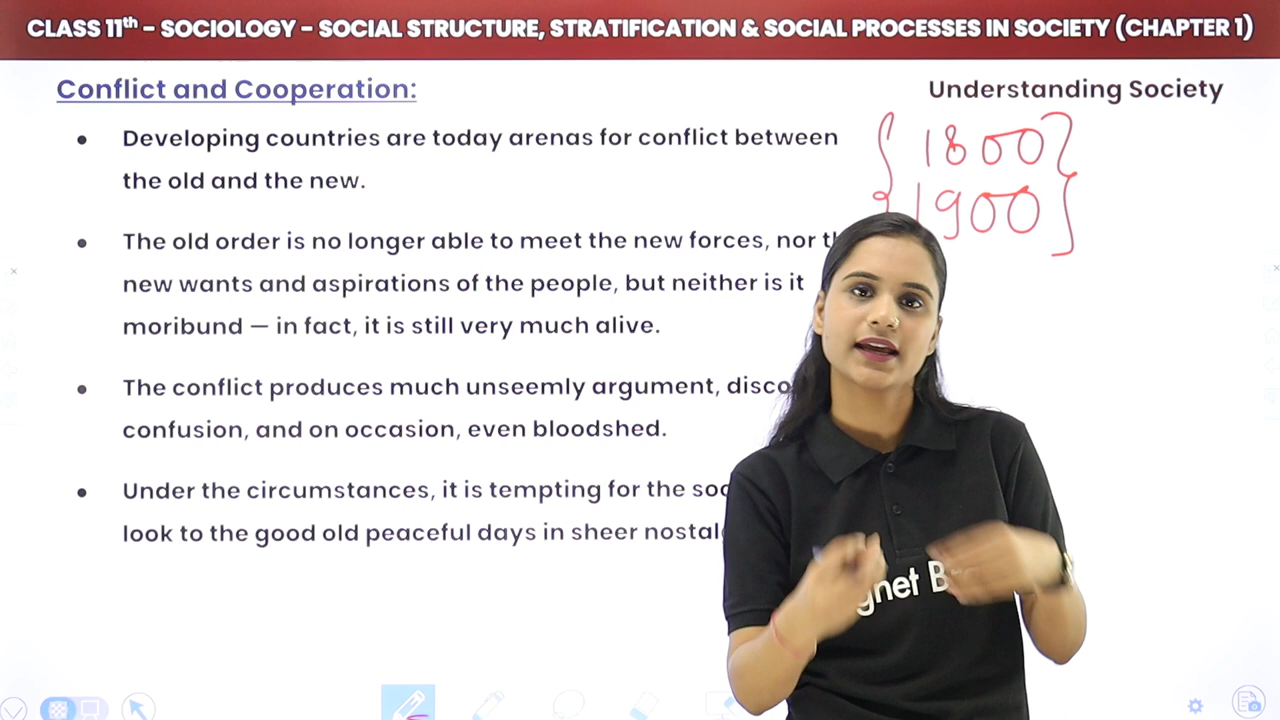 CLASS 11th - SOCIOLOGY - SOCIAL STRUCTURE, STRATIFICATION & SOCIAL PROCESSES IN SOCIETY (CHAPTER 1)
Conflict and Cooperation:
Understanding Society
1800
1900
• Developing countries are today arenas for conflict between
the old and the new.
• The old order is no longer able to meet the new forces, nor
new wants and aspirations of the people, but neither is it
moribund — in fact, it is still very much alive.
• The conflict produces much unseemly argument,
confusion, and on occasion, even bloodshed.
• Under the circumstances, it is tempting for the
look to the good old peaceful days in sheer